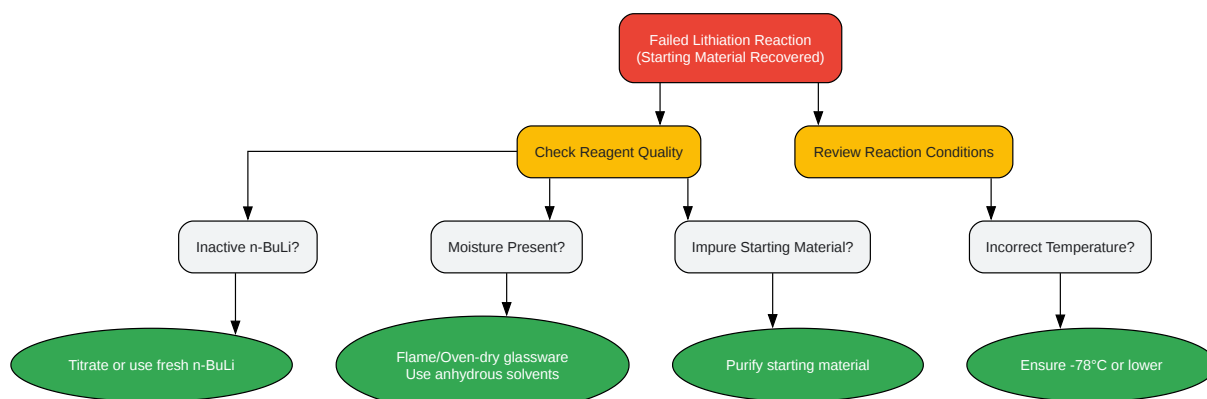 Failed Lithiation Reaction
(Starting Material Recovered)
Check Reagent Quality
Review Reaction Conditions
Inactive n-BuLi?
Moisture Present?
Impure Starting Material?
Incorrect Temperature?
Titrate or use fresh n-BuLi
Flame/Oven-dry glassware
Use anhydrous solvents
Purify starting material
Ensure -78°C or lower